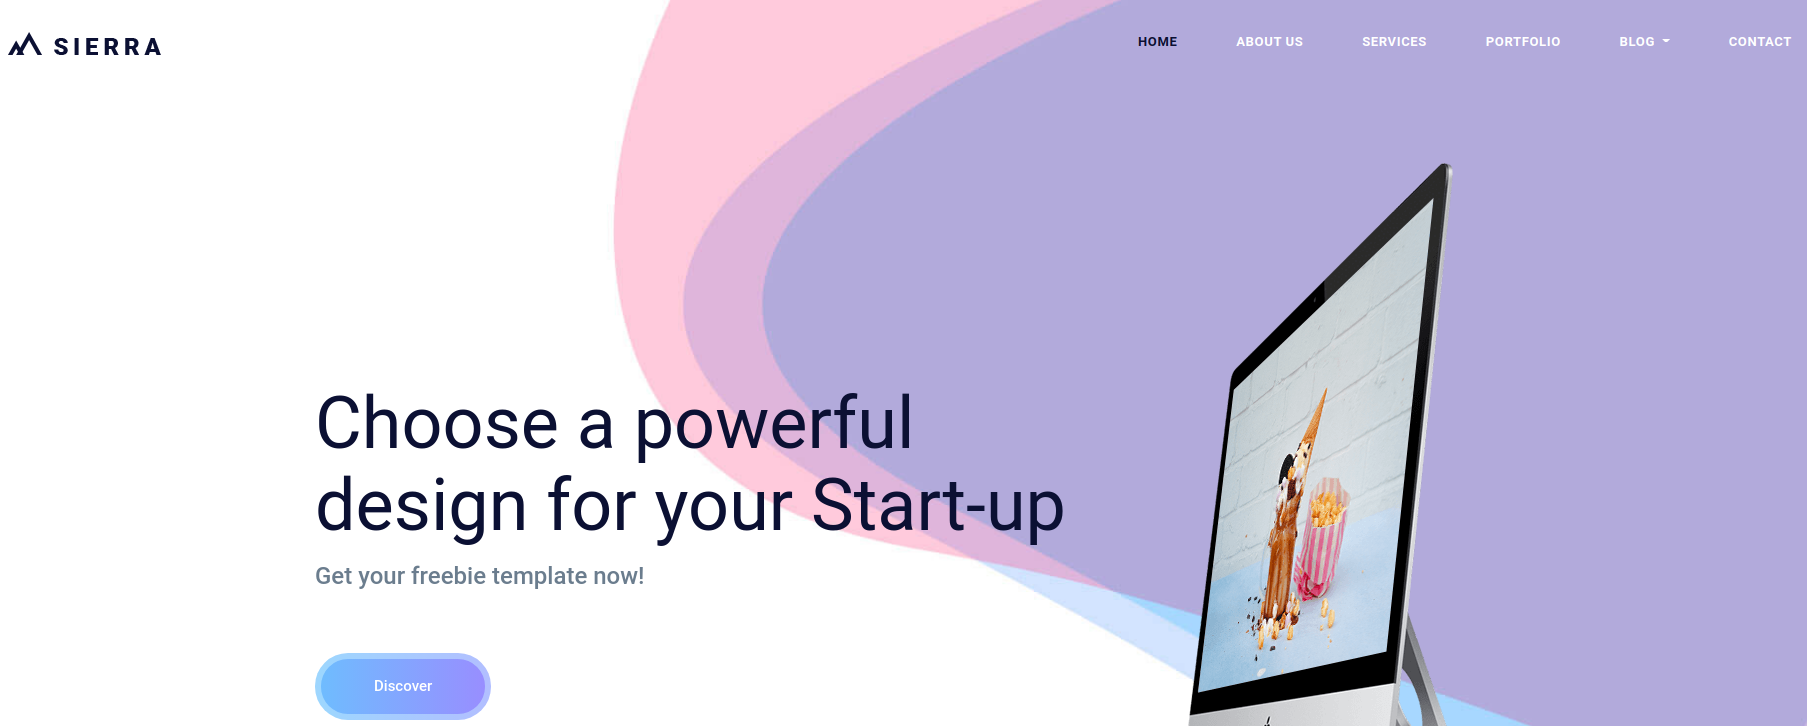 SIERRA
HOME ABOUT US SERVICES PORTFOLIO BLOG CONTACT
Choose a powerful
design for your Start-up
Get your freebie template now!
Discover